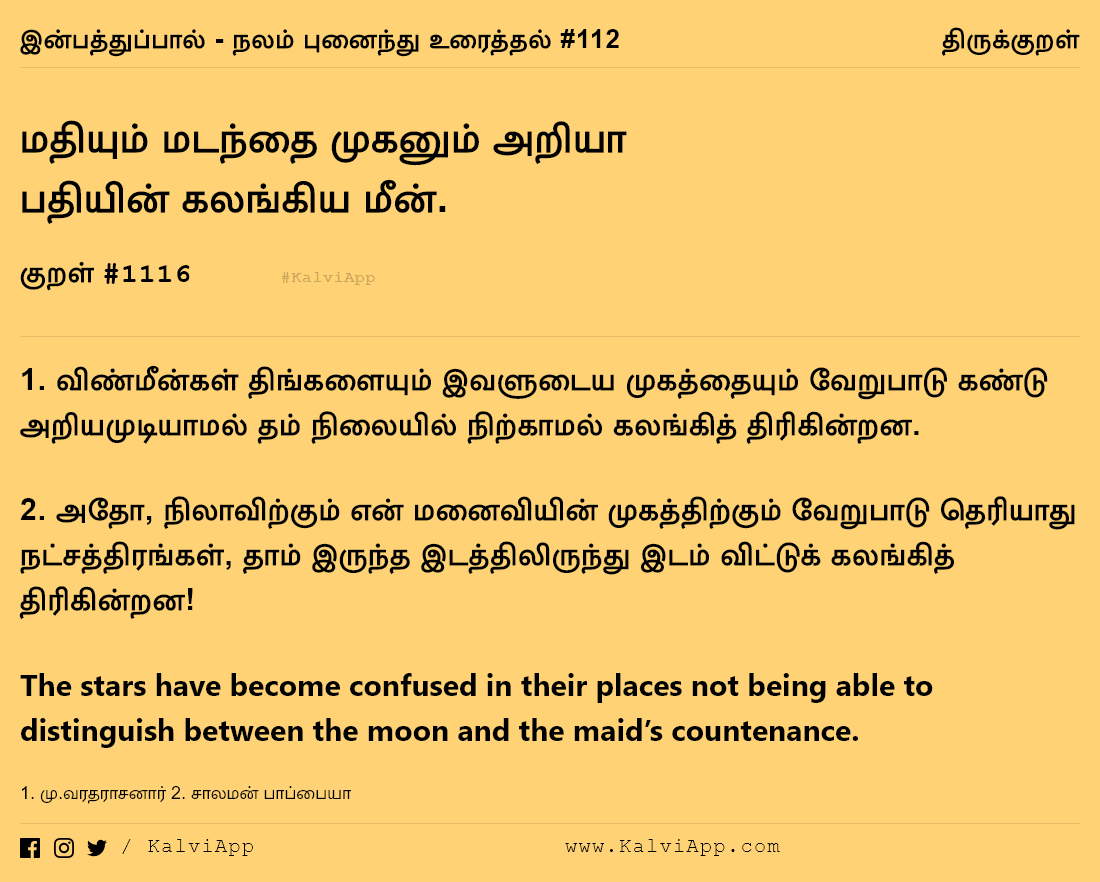 இன்பத்துப்பால் - நலம் புனைந்து உரைத்தல் #112
திருக்குறள்
மதியும் மடந்தை முகனும் அறியா
பதியின் கலங்கிய மீன்.
குறள் #1116
#KalviApp
1. விண்மீன்கள் திங்களையும் இவளுடைய முகத்தையும் வேறுபாடு கண்டு
அறியமுடியாமல் தம் நிலையில் நிற்காமல் கலங்கித் திரிகின்றன.
2. அதோ, நிலாவிற்கும் என் மனைவியின் முகத்திற்கும் வேறுபாடு தெரியாது
நட்சத்திரங்கள், தாம் இருந்த இடத்திலிருந்து இடம் விட்டுக் கலங்கித்
திரிகின்றன!
The stars have become confused in their places not being able to
distinguish between the moon and the maid’s countenance.
1. மு.வரதராசனார் 2. சாலமன் பாப்பையா
/ KalviApp
www.KalviApp.com